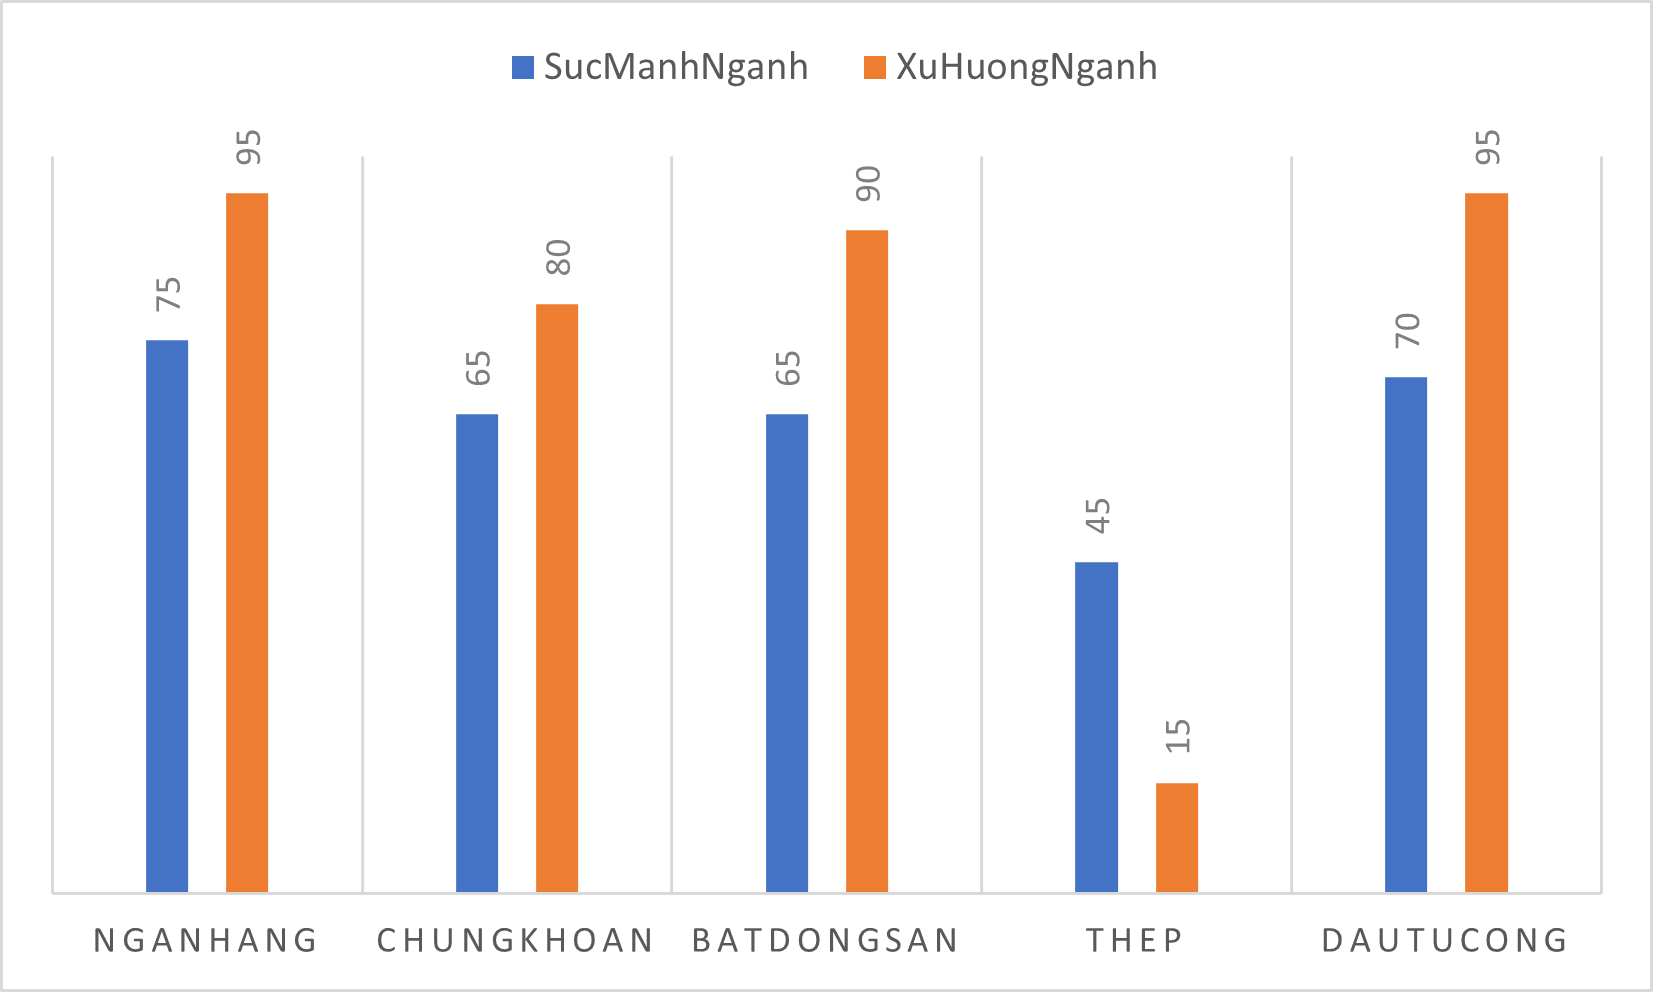 SucManhNganh XuHuongNganh
75 95 65 80 65 90 45 15 70 95
NGANHANG CHUNGKHOAN BATDONGSAN THEP DAUTUCONG